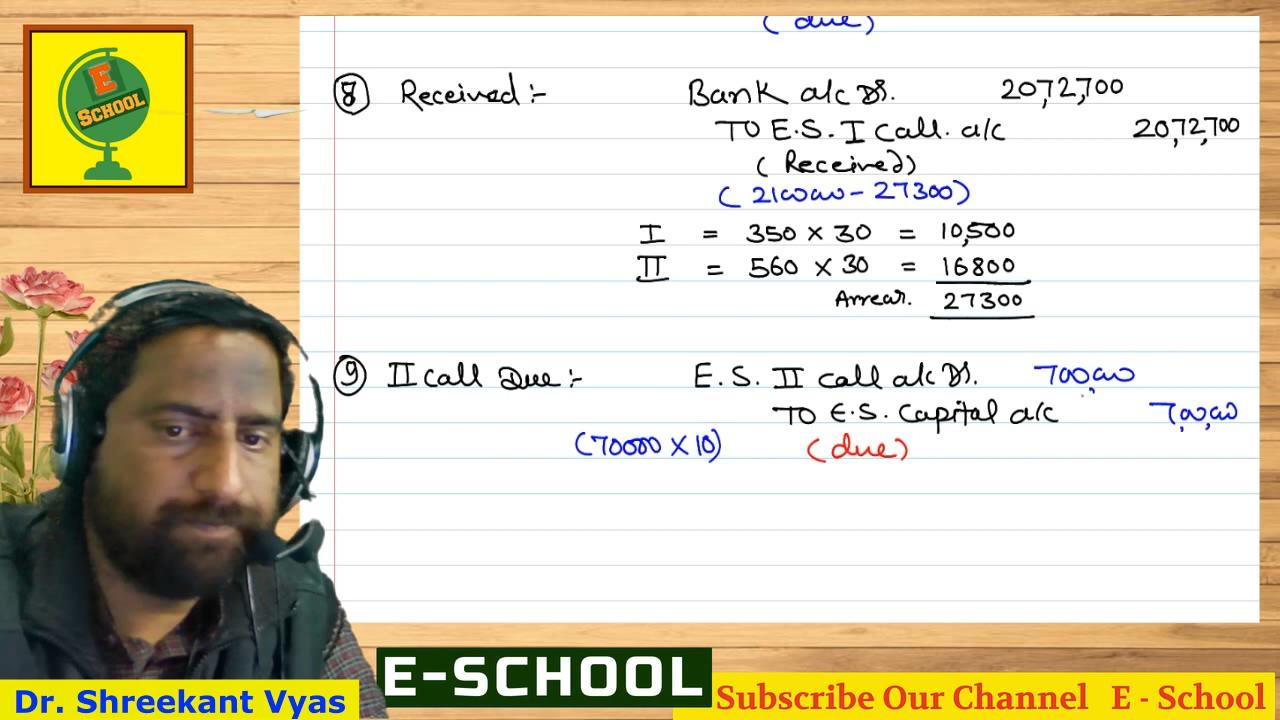 E
SCHOOL
(due)
8 Received :- Bank a/c Dr. 20,72,700
TO E.S. I Call. a/c 20,72,700
(Received)
(2100000 - 27300)
I = 350 × 30 = 10,500
II = 560 × 30 = 16800
Arrear. 27300
9 II call Due :- E.S. II call a/c Dr. 700,000
TO E.S. Capital a/c 7,00,000
(70000 × 10) (due)
E-SCHOOL
Dr. Shreekant Vyas
Subscribe Our Channel E - School